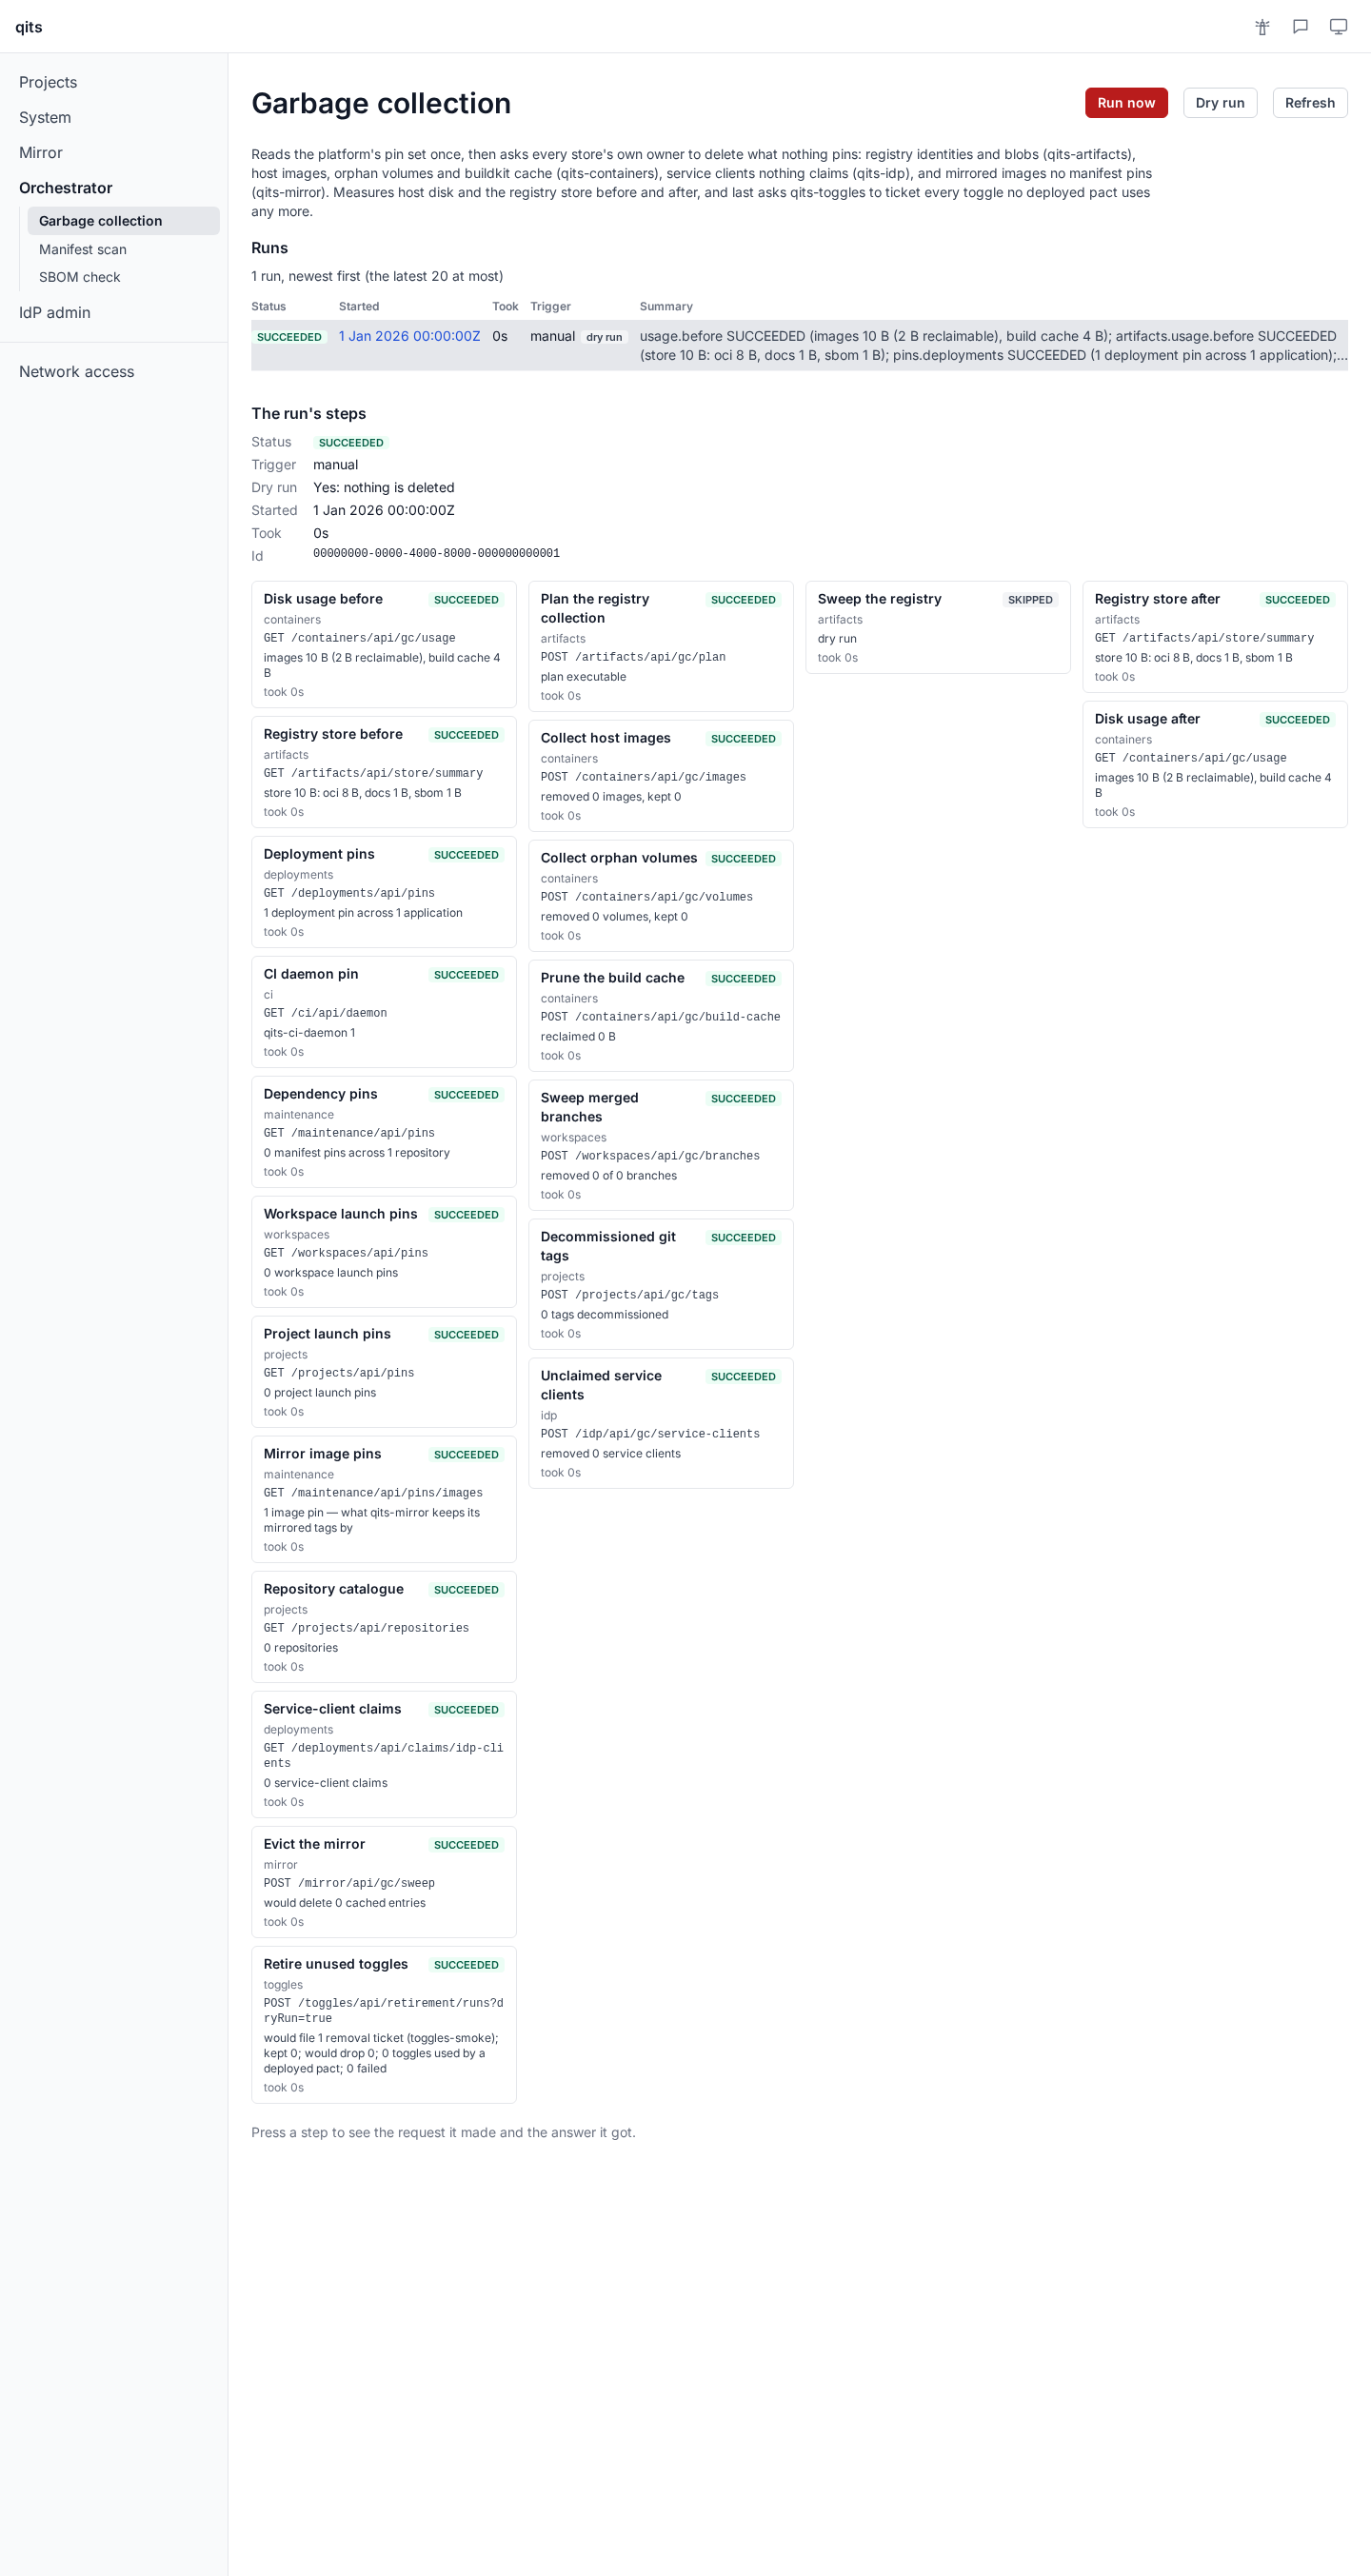 qits
Projects
System
Mirror
Orchestrator
Garbage collection
Manifest scan
SBOM check
IdP admin
Network access
Garbage collection
Run now
Dry run
Refresh
Reads the platform's pin set once, then asks every store's own owner to delete what nothing pins: registry identities and blobs (qits-artifacts),
host images, orphan volumes and buildkit cache (qits-containers), service clients nothing claims (qits-idp), and mirrored images no manifest pins
(qits-mirror). Measures host disk and the registry store before and after, and last asks qits-toggles to ticket every toggle no deployed pact uses
any more.
Runs
1 run, newest first (the latest 20 at most)
Status Started Took Trigger Summary
SUCCEEDED 1 Jan 2026 00:00:00Z 0s manual dry run usage.before SUCCEEDED (images 10 B (2 B reclaimable), build cache 4 B); artifacts.usage.before SUCCEEDED
(store 10 B: oci 8 B, docs 1 B, sbom 1 B); pins.deployments SUCCEEDED (1 deployment pin across 1 application);...
The run's steps
Status SUCCEEDED
Trigger manual
Dry run Yes: nothing is deleted
Started 1 Jan 2026 00:00:00Z
Took 0s
Id 00000000-0000-4000-8000-000000000001
Disk usage before SUCCEEDED
containers
GET /containers/api/gc/usage
images 10 B (2 B reclaimable), build cache 4
B
took 0s
Registry store before SUCCEEDED
artifacts
GET /artifacts/api/store/summary
store 10 B: oci 8 B, docs 1 B, sbom 1 B
took 0s
Deployment pins SUCCEEDED
deployments
GET /deployments/api/pins
1 deployment pin across 1 application
took 0s
CI daemon pin SUCCEEDED
ci
GET /ci/api/daemon
qits-ci-daemon 1
took 0s
Dependency pins SUCCEEDED
maintenance
GET /maintenance/api/pins
0 manifest pins across 1 repository
took 0s
Workspace launch pins SUCCEEDED
workspaces
GET /workspaces/api/pins
0 workspace launch pins
took 0s
Project launch pins SUCCEEDED
projects
GET /projects/api/pins
0 project launch pins
took 0s
Mirror image pins SUCCEEDED
maintenance
GET /maintenance/api/pins/images
1 image pin — what qits-mirror keeps its
mirrored tags by
took 0s
Repository catalogue SUCCEEDED
projects
GET /projects/api/repositories
0 repositories
took 0s
Service-client claims SUCCEEDED
deployments
GET /deployments/api/claims/idp-cli
ents
0 service-client claims
took 0s
Evict the mirror SUCCEEDED
mirror
POST /mirror/api/gc/sweep
would delete 0 cached entries
took 0s
Retire unused toggles SUCCEEDED
toggles
POST /toggles/api/retirement/runs?d
ryRun=true
would file 1 removal ticket (toggles-smoke);
kept 0; would drop 0; 0 toggles used by a
deployed pact; 0 failed
took 0s
Plan the registry
collection
SUCCEEDED
artifacts
POST /artifacts/api/gc/plan
plan executable
took 0s
Collect host images SUCCEEDED
containers
POST /containers/api/gc/images
removed 0 images, kept 0
took 0s
Collect orphan volumes SUCCEEDED
containers
POST /containers/api/gc/volumes
removed 0 volumes, kept 0
took 0s
Prune the build cache SUCCEEDED
containers
POST /containers/api/gc/build-cache
reclaimed 0 B
took 0s
Sweep merged
branches
SUCCEEDED
workspaces
POST /workspaces/api/gc/branches
removed 0 of 0 branches
took 0s
Decommissioned git
tags
SUCCEEDED
projects
POST /projects/api/gc/tags
0 tags decommissioned
took 0s
Unclaimed service
clients
SUCCEEDED
idp
POST /idp/api/gc/service-clients
removed 0 service clients
took 0s
Sweep the registry SKIPPED
artifacts
dry run
took 0s
Registry store after SUCCEEDED
artifacts
GET /artifacts/api/store/summary
store 10 B: oci 8 B, docs 1 B, sbom 1 B
took 0s
Disk usage after SUCCEEDED
containers
GET /containers/api/gc/usage
images 10 B (2 B reclaimable), build cache 4
B
took 0s
Press a step to see the request it made and the answer it got.